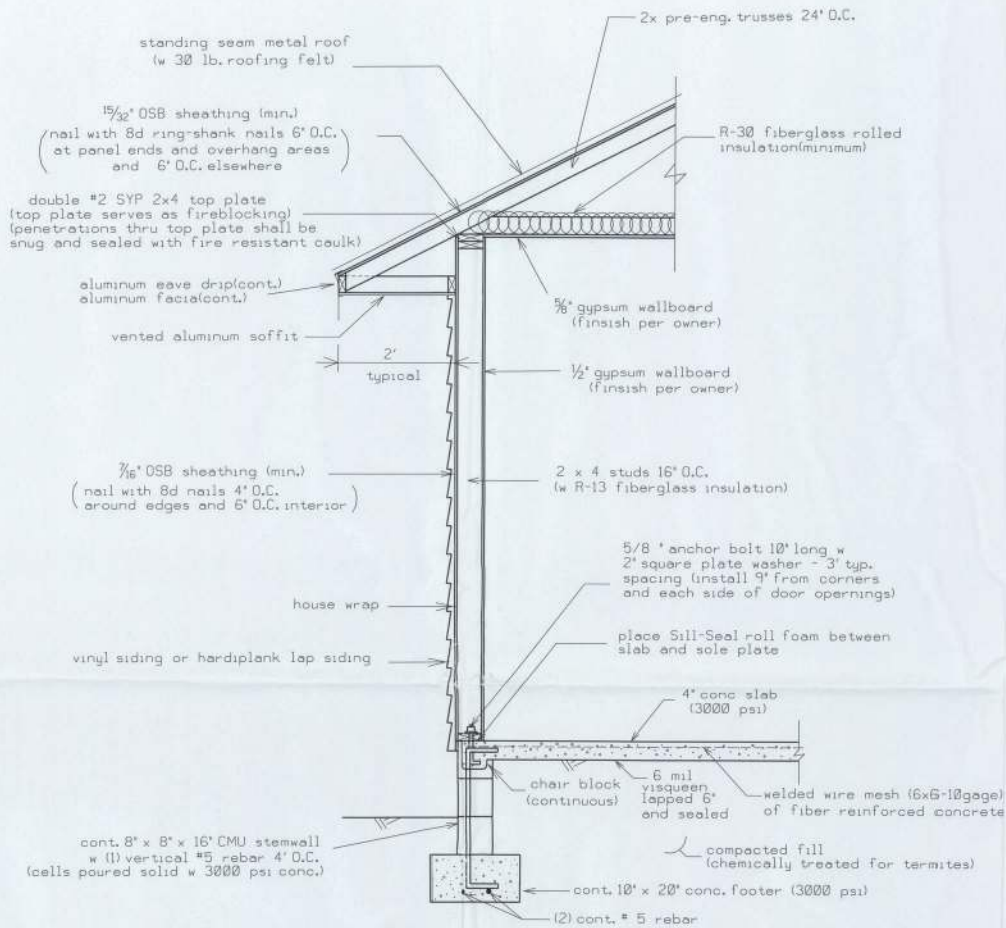 2x pre-eng. trusses 24" O.C.
standing seam metal roof
(w 30 lb. roofing felt)
15/32" OSB sheathing (min.)
(nail with 8d ring-shank nails 6" O.C.
at panel ends and overhang areas
and 6" O.C. elsewhere)
R-30 fiberglass rolled
insulation(minimum)
double #2 SYP 2x4 top plate
(top plate serves as fireblocking)
(penetrations thru top plate shall be
snug and sealed with fire resistant caulk)
aluminum eave drip(cont.)
aluminum facia(cont.)
5/8" gypsum wallboard
(finsish per owner)
vented aluminum soffit
2'
typical
1/2" gypsum wallboard
(finsish per owner)
7/16" OSB sheathing (min.)
(nail with 8d nails 4" O.C.
around edges and 6" O.C. interior)
2 x 4 studs 16" O.C.
(w R-13 fiberglass insulation)
5/8 " anchor bolt 10" long w
2" square plate washer - 3' typ.
spacing (install 9" from corners
and each side of door openings)
house wrap
place Sill-Seal roll foam between
slab and sole plate
vinyl siding or hardiplank lap siding
4" conc slab
(3000 psi)
chair block
(continuous)
6 mil
visqueen
lapped 6"
and sealed
welded wire mesh (6x6-10gage)
of fiber reinforced concrete
cont. 8" x 8" x 16" CMU stemwall
w (1) vertical #5 rebar 4' O.C.
(cells poured solid w 3000 psi conc.)
compacted fill
(chemically treated for termites)
cont. 10" x 20" conc. footer (3000 psi)
(2) cont. # 5 rebar